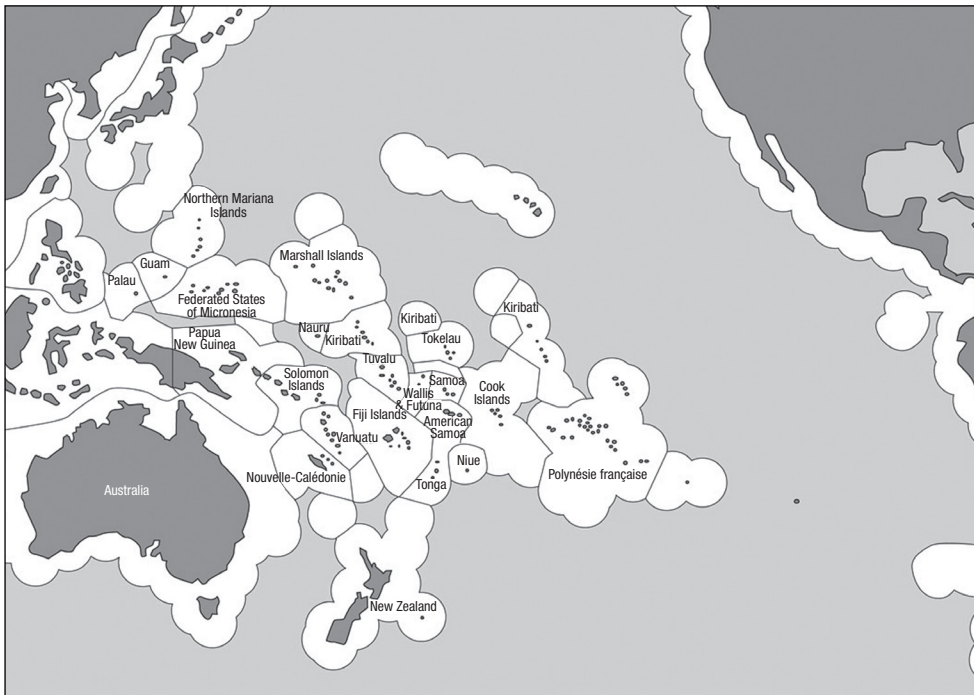 Northern Mariana
Islands
Guam
Palau
Marshall Islands
Federated States
of Micronesia
Kiribati
Kiribati
Nauru
Kiribati
Papua
New Guinea
Tokelau
Tuvalu
Solomon
Islands
Samoa
Wallis
& Futuna
Cook
Islands
Fiji Islands
American
Samoa
Vanuatu
Niue
Nouvelle-Calédonie
Tonga
Polynésie française
Australia
New Zealand